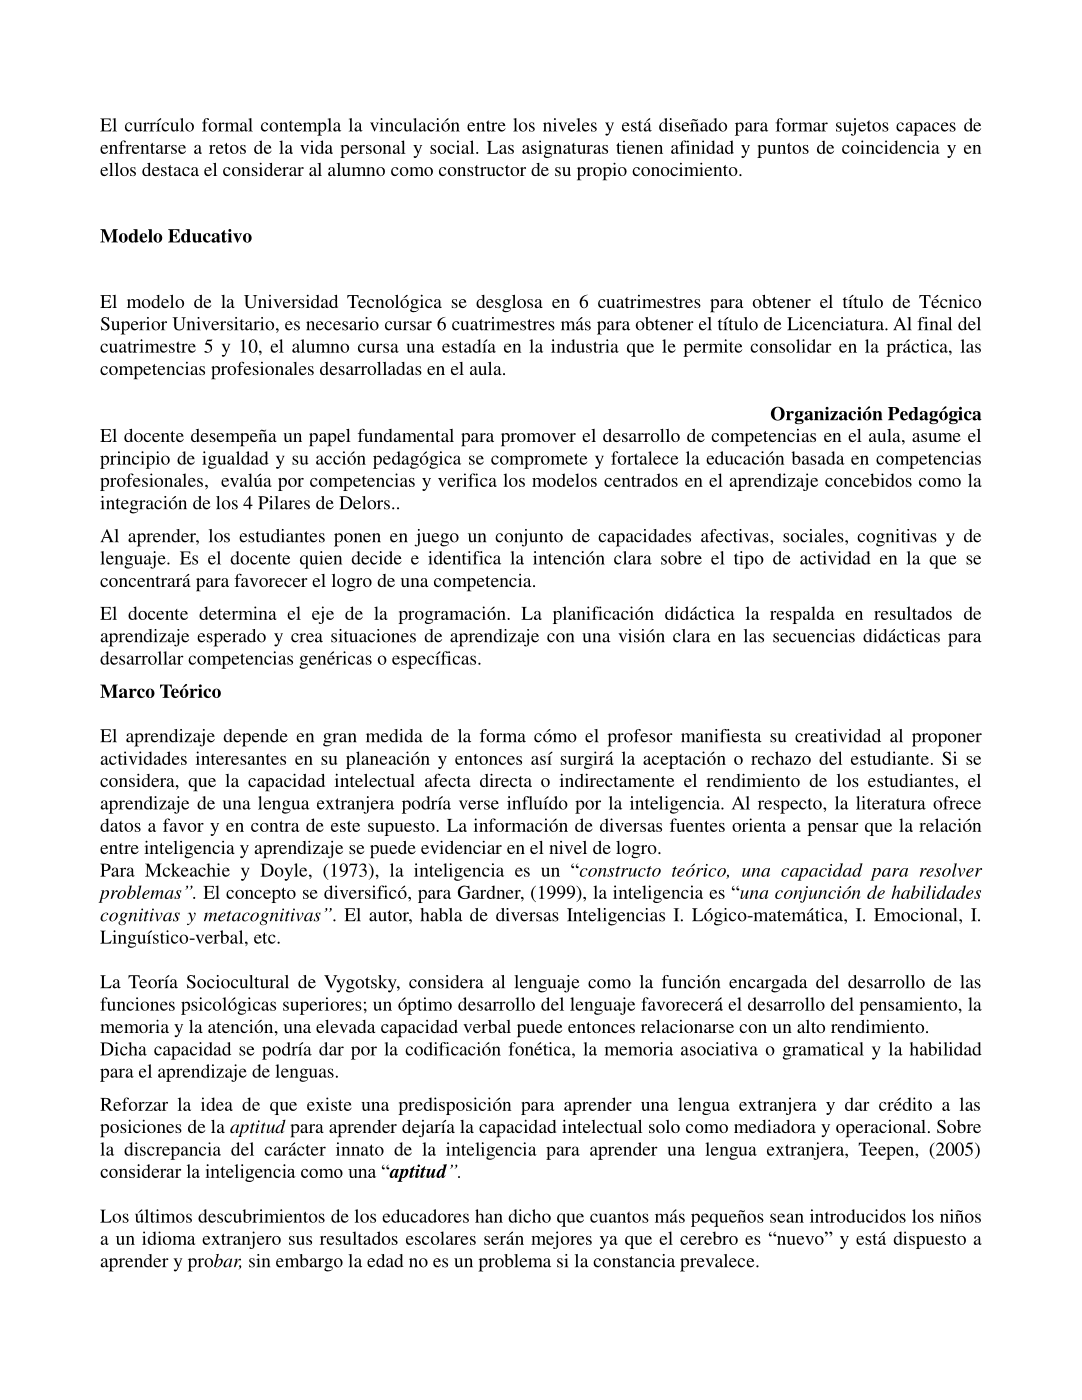 El currículo formal contempla la vinculación entre los niveles y está diseñado para formar sujetos capaces de
enfrentarse a retos de la vida personal y social. Las asignaturas tienen afinidad y puntos de coincidencia y en
ellos destaca el considerar al alumno como constructor de su propio conocimiento.
Modelo Educativo
El modelo de la Universidad Tecnológica se desglosa en 6 cuatrimestres para obtener el título de Técnico
Superior Universitario, es necesario cursar 6 cuatrimestres más para obtener el título de Licenciatura. Al final del
cuatrimestre 5 y 10, el alumno cursa una estadía en la industria que le permite consolidar en la práctica, las
competencias profesionales desarrolladas en el aula.
Organización Pedagógica
El docente desempeña un papel fundamental para promover el desarrollo de competencias en el aula, asume el
principio de igualdad y su acción pedagógica se compromete y fortalece la educación basada en competencias
profesionales,  evalúa por competencias y verifica los modelos centrados en el aprendizaje concebidos como la
integración de los 4 Pilares de Delors..
Al aprender, los estudiantes ponen en juego un conjunto de capacidades afectivas, sociales, cognitivas y de
lenguaje. Es el docente quien decide e identifica la intención clara sobre el tipo de actividad en la que se
concentrará para favorecer el logro de una competencia.
El docente determina el eje de la programación. La planificación didáctica la respalda en resultados de
aprendizaje esperado y crea situaciones de aprendizaje con una visión clara en las secuencias didácticas para
desarrollar competencias genéricas o específicas.
Marco Teórico
El aprendizaje depende en gran medida de la forma cómo el profesor manifiesta su creatividad al proponer
actividades interesantes en su planeación y entonces así surgirá la aceptación o rechazo del estudiante. Si se
considera, que la capacidad intelectual afecta directa o indirectamente el rendimiento de los estudiantes, el
aprendizaje de una lengua extranjera podría verse influído por la inteligencia. Al respecto, la literatura ofrece
datos a favor y en contra de este supuesto. La información de diversas fuentes orienta a pensar que la relación
entre inteligencia y aprendizaje se puede evidenciar en el nivel de logro.
Para Mckeachie y Doyle, (1973), la inteligencia es un “constructo teórico, una capacidad para resolver
problemas”. El concepto se diversificó, para Gardner, (1999), la inteligencia es “una conjunción de habilidades
cognitivas y metacognitivas”. El autor, habla de diversas Inteligencias I. Lógico-matemática, I. Emocional, I.
Linguístico-verbal, etc.
La Teoría Sociocultural de Vygotsky, considera al lenguaje como la función encargada del desarrollo de las
funciones psicológicas superiores; un óptimo desarrollo del lenguaje favorecerá el desarrollo del pensamiento, la
memoria y la atención, una elevada capacidad verbal puede entonces relacionarse con un alto rendimiento.
Dicha capacidad se podría dar por la codificación fonética, la memoria asociativa o gramatical y la habilidad
para el aprendizaje de lenguas.
Reforzar la idea de que existe una predisposición para aprender una lengua extranjera y dar crédito a las
posiciones de la aptitud para aprender dejaría la capacidad intelectual solo como mediadora y operacional. Sobre
la discrepancia del carácter innato de la inteligencia para aprender una lengua extranjera, Teepen, (2005)
considerar la inteligencia como una “aptitud”.
Los últimos descubrimientos de los educadores han dicho que cuantos más pequeños sean introducidos los niños
a un idioma extranjero sus resultados escolares serán mejores ya que el cerebro es “nuevo” y está dispuesto a
aprender y probar, sin embargo la edad no es un problema si la constancia prevalece.